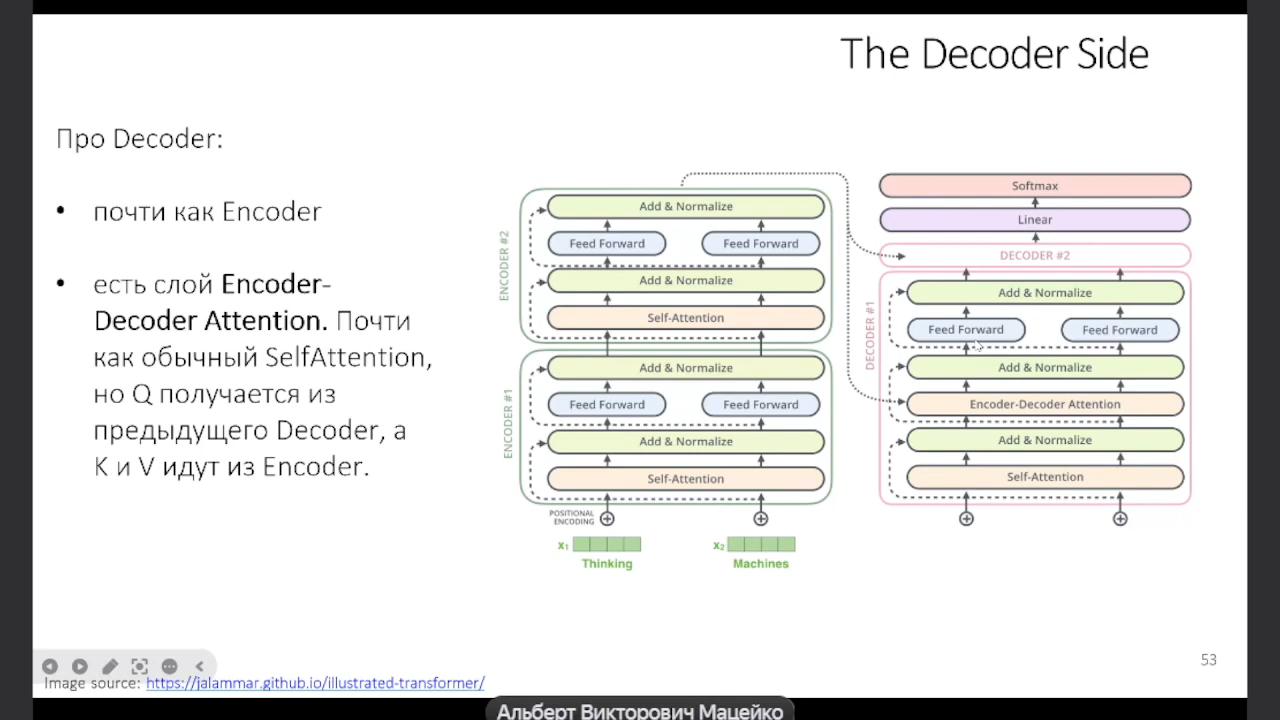 The Decoder Side
Про Decoder:
• почти как Encoder
• есть слой Encoder-
Decoder Attention. Почти
как обычный SelfAttention,
но Q получается из
предыдущего Decoder, а
K и V идут из Encoder.
ENCODER #2
Add & Normalize
Feed Forward
Feed Forward
Add & Normalize
Self-Attention
ENCODER #1
Add & Normalize
Feed Forward
Feed Forward
Add & Normalize
Self-Attention
POSITIONAL
ENCODING
x1
x2
Thinking
Machines
Softmax
Linear
DECODER #2
DECODER #1
Add & Normalize
Feed Forward
Feed Forward
Add & Normalize
Encoder-Decoder Attention
Add & Normalize
Self-Attention
53
Image source: https://jalammar.github.io/illustrated-transformer/
Альберт Викторович Мацейко